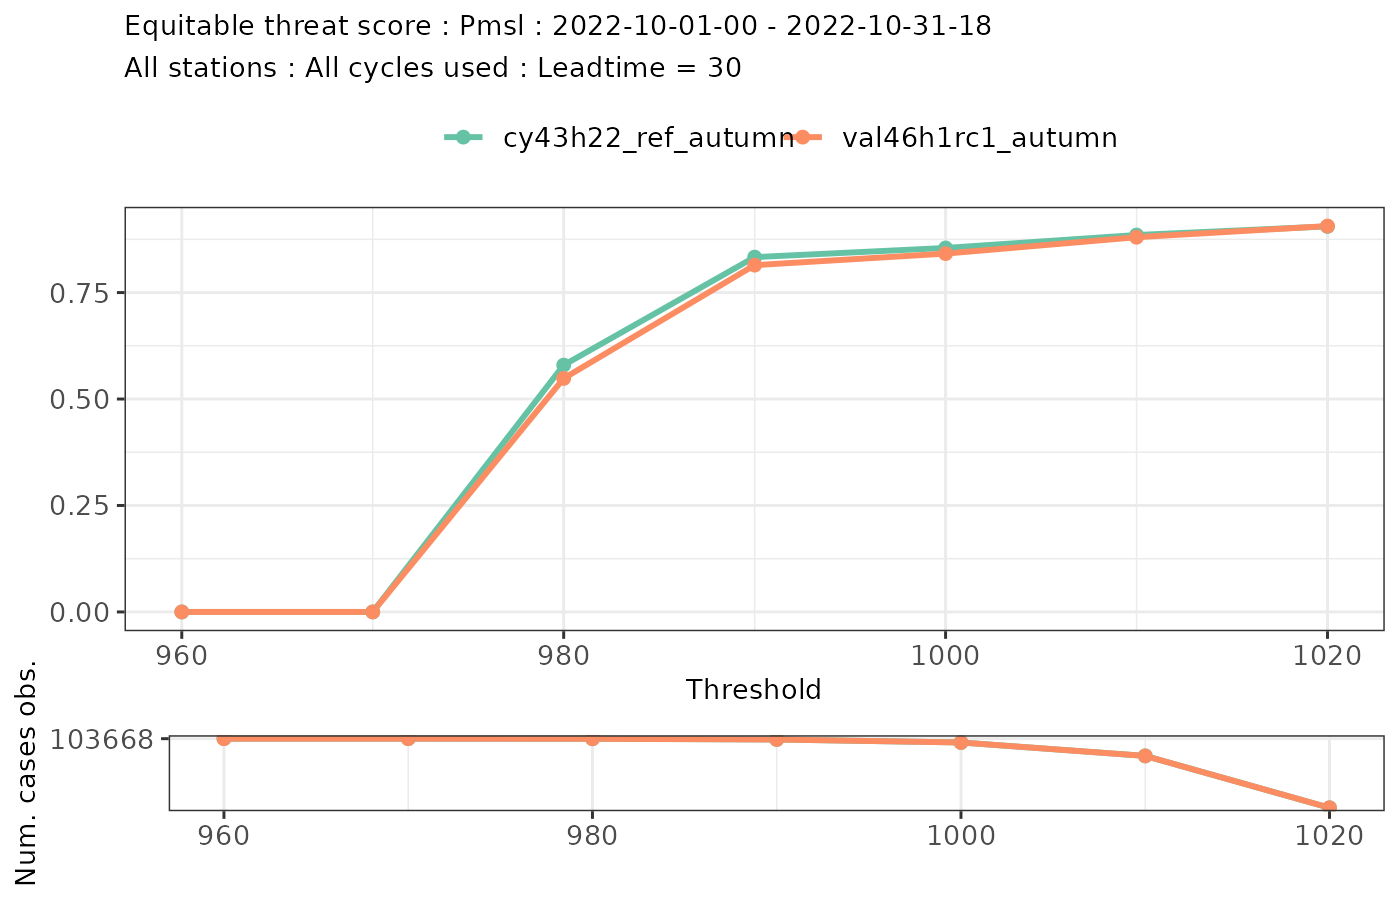 Equitable threat score : Pmsl : 2022-10-01-00 - 2022-10-31-18
All stations : All cycles used : Leadtime = 30
cy43h22_ref_autumn val46h1rc1_autumn
0.75
0.50
0.25
0.00
960 980 1000 1020
Threshold
Num. cases obs.
103668
960 980 1000 1020